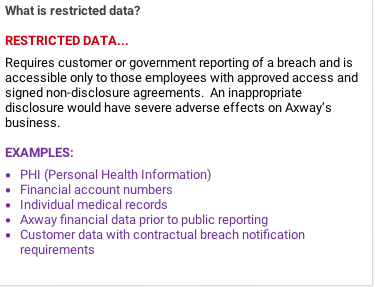 What is restricted data?
RESTRICTED DATA...
Requires customer or government reporting of a breach and is
accessible only to those employees with approved access and
signed non-disclosure agreements.  An inappropriate
disclosure would have severe adverse effects on Axway's
business.
EXAMPLES:
• PHI (Personal Health Information)
• Financial account numbers
• Individual medical records
• Axway financial data prior to public reporting
• Customer data with contractual breach notification
requirements